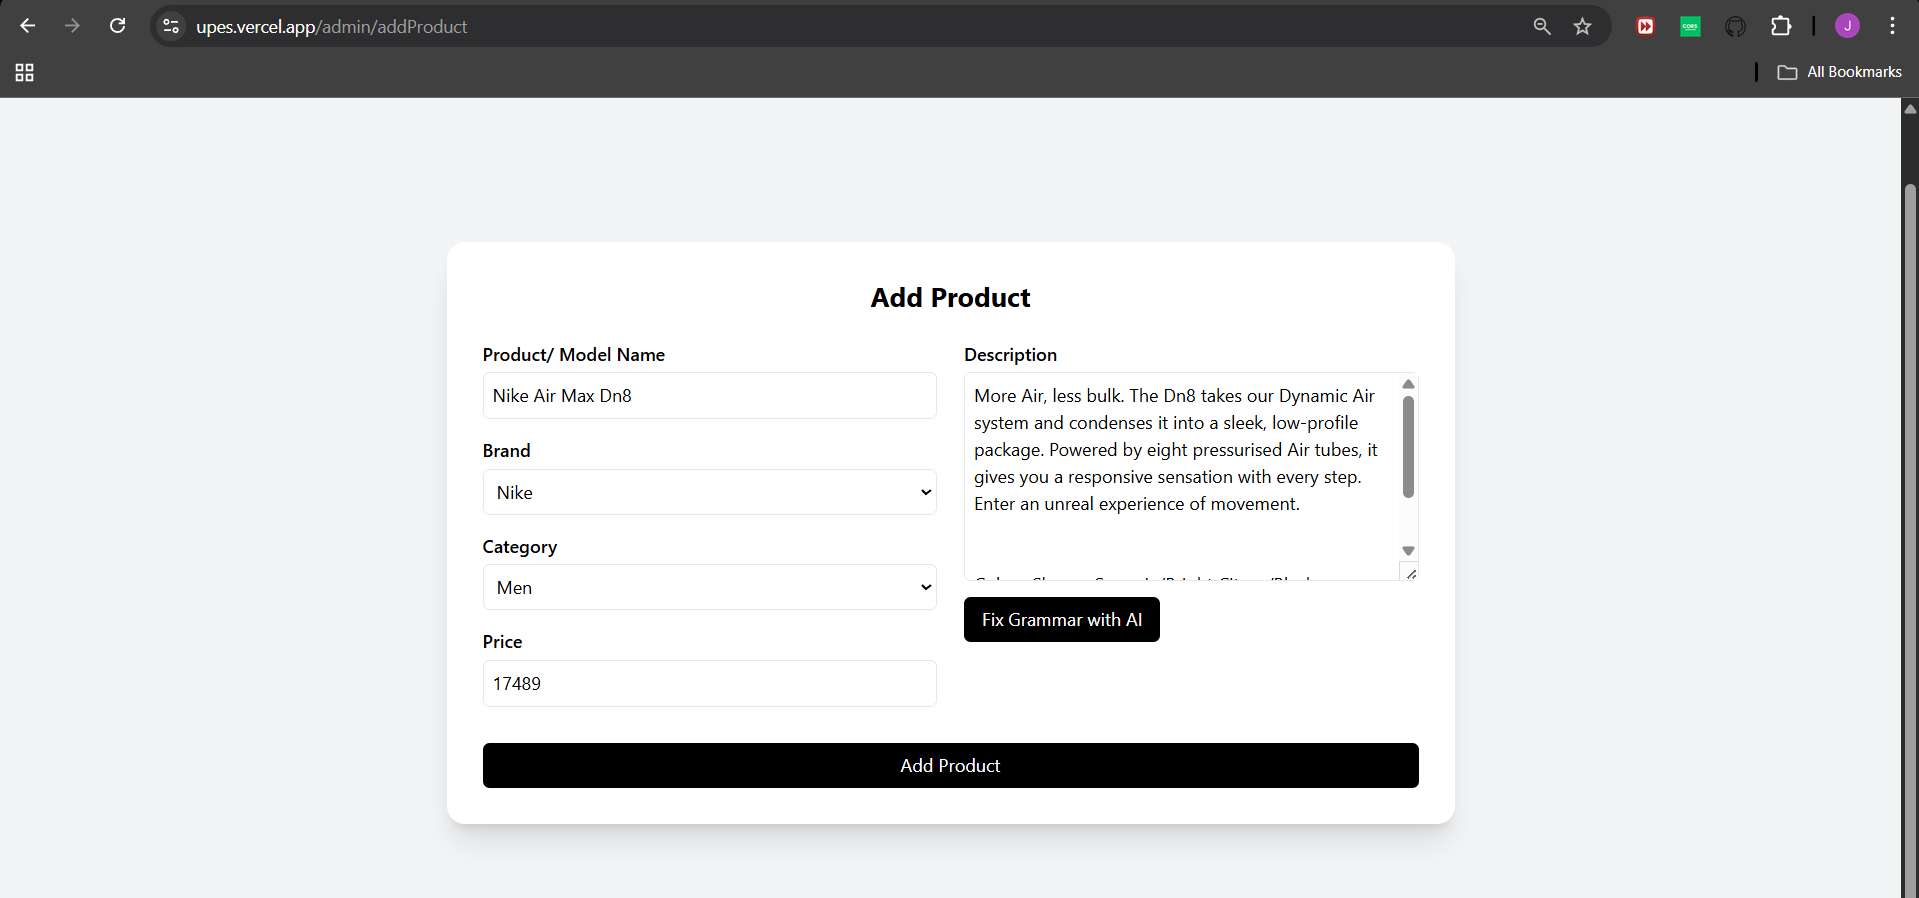 upes.vercel.app/admin/addProduct
CORS
J
All Bookmarks
Add Product
Product/ Model Name
Nike Air Max Dn8
Brand
Nike
Category
Men
Price
17489
Description
More Air, less bulk. The Dn8 takes our Dynamic Air
system and condenses it into a sleek, low-profile
package. Powered by eight pressurised Air tubes, it
gives you a responsive sensation with every step.
Enter an unreal experience of movement.
Fix Grammar with AI
Add Product